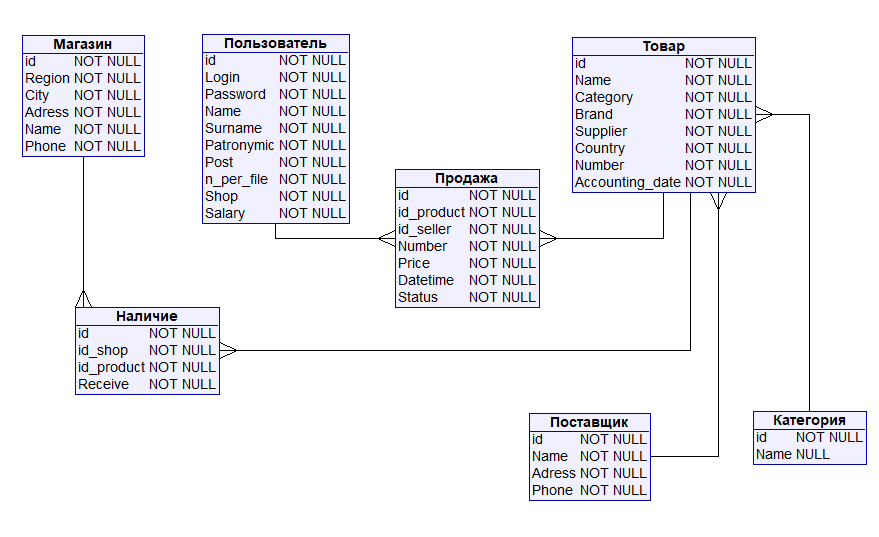 Магазин
id NOT NULL
Region NOT NULL
City NOT NULL
Adress NOT NULL
Name NOT NULL
Phone NOT NULL
Пользователь
id NOT NULL
Login NOT NULL
Password NOT NULL
Name NOT NULL
Surname NOT NULL
Patronymic NOT NULL
Post NOT NULL
n_per_file NOT NULL
Shop NOT NULL
Salary NOT NULL
Товар
id NOT NULL
Name NOT NULL
Category NOT NULL
Brand NOT NULL
Supplier NOT NULL
Country NOT NULL
Number NOT NULL
Accounting_date NOT NULL
Продажа
id NOT NULL
id_product NOT NULL
id_seller NOT NULL
Number NOT NULL
Price NOT NULL
Datetime NOT NULL
Status NOT NULL
Наличие
id NOT NULL
id_shop NOT NULL
id_product NOT NULL
Receive NOT NULL
Поставщик
id NOT NULL
Name NOT NULL
Adress NOT NULL
Phone NOT NULL
Категория
id NOT NULL
Name NULL